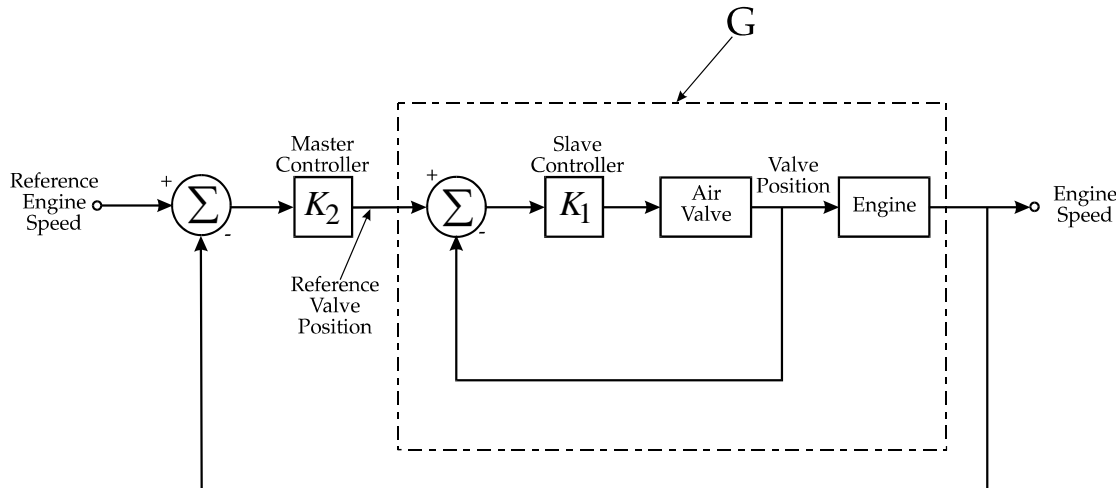 G
Master
Controller
Slave
Controller
Reference
Engine
Speed
+
Σ
-
K2
+
Σ
-
K1
Air
Valve
Valve
Position
Engine
Engine
Speed
Reference
Valve
Position